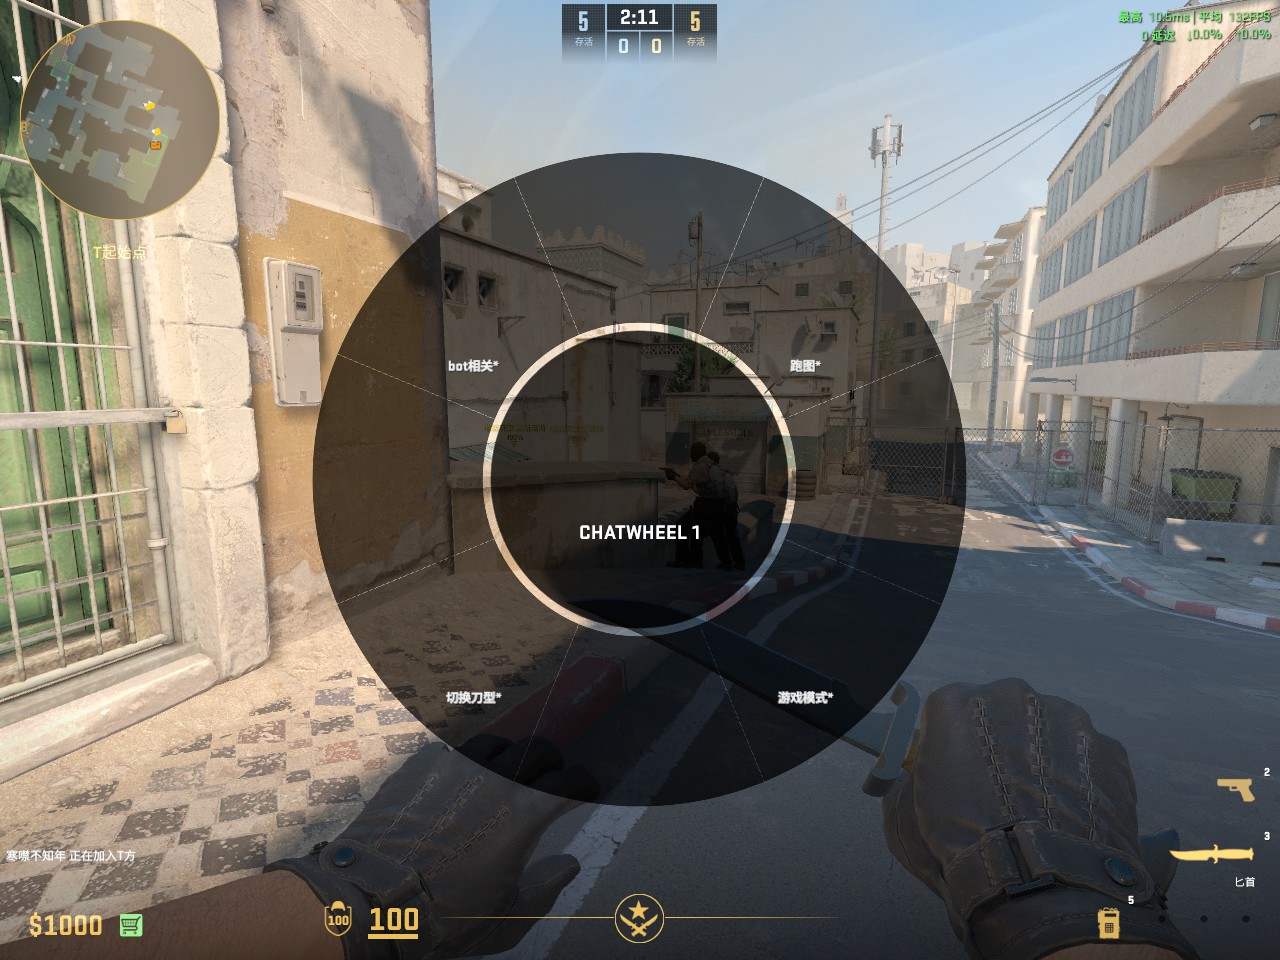 5
2:11
5
存活
0
0
存活
最高 10.5ms | 平均 132FPS
0 延迟 ↓0.0% ↑0.0%
A
B
T起始点
bot相关*
跑图*
100%
CHATWHEEL 1
切换刀型*
游戏模式*
2
3
匕首
寒噤不知年 正在加入T方
$1000
100
100
5